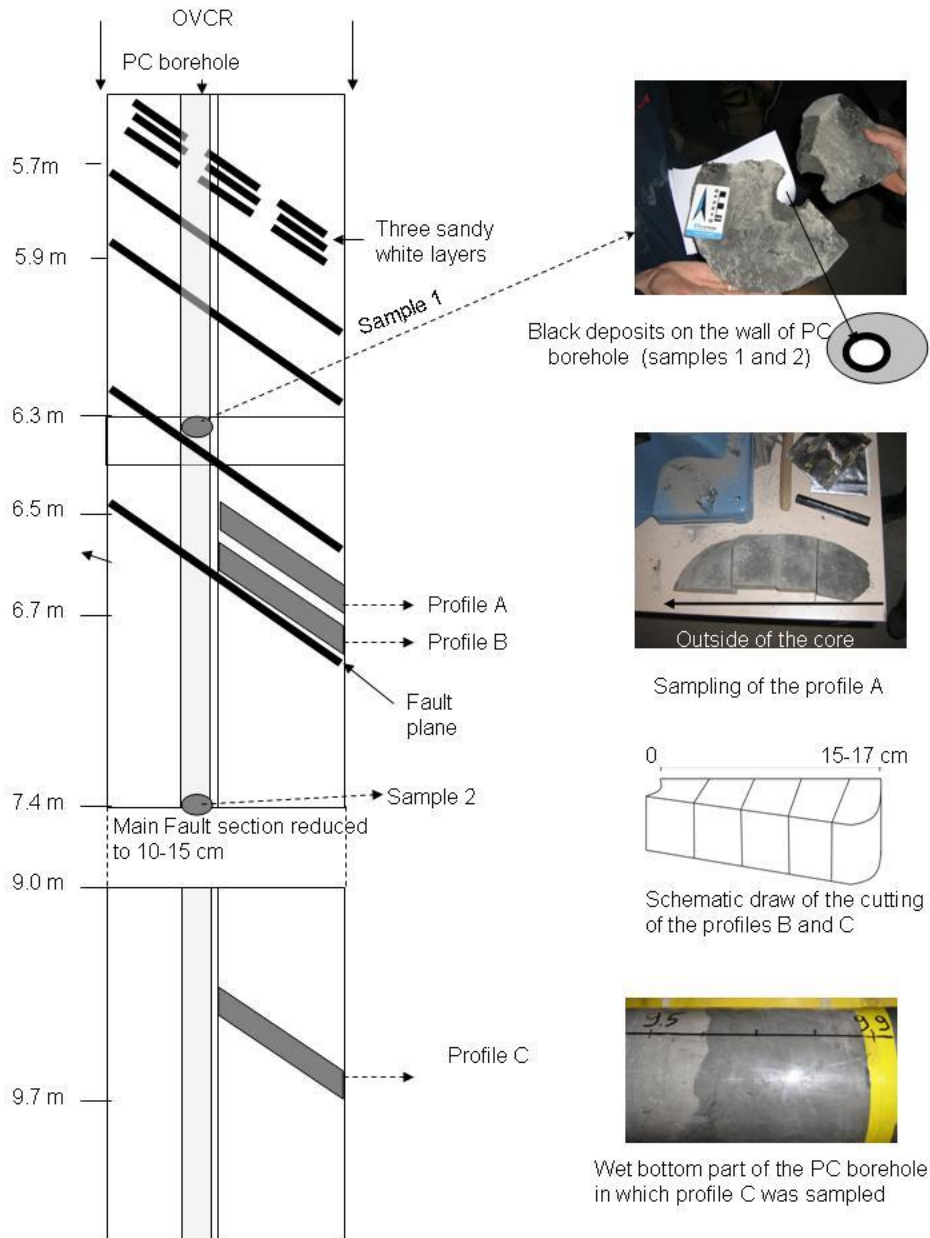 OVCR
PC borehole
5.7m
5.9 m
Three sandy
white layers
Sample 1
6.3 m
6.5 m
6.7 m
Profile A
Profile B
Fault
plane
7.4 m
Sample 2
Main Fault section reduced
to 10-15 cm
9.0 m
Profile C
9.7 m
Black deposits on the wall of PC
borehole (samples 1 and 2)
Outside of the core
Sampling of the profile A
0
15-17 cm
Schematic draw of the cutting
of the profiles B and C
9.5
9.9
Wet bottom part of the PC borehole
in which profile C was sampled